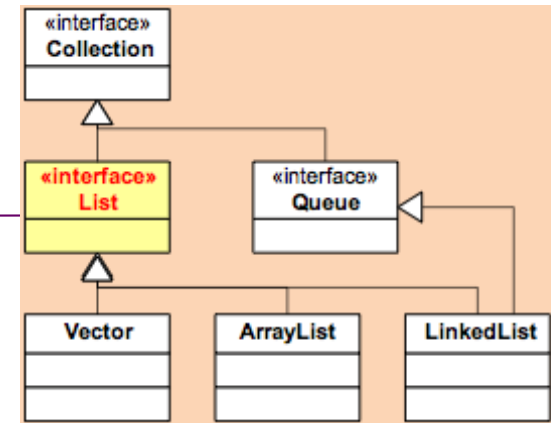 «interface»
Collection
«interface»
List
«interface»
Queue
Vector
ArrayList
LinkedList